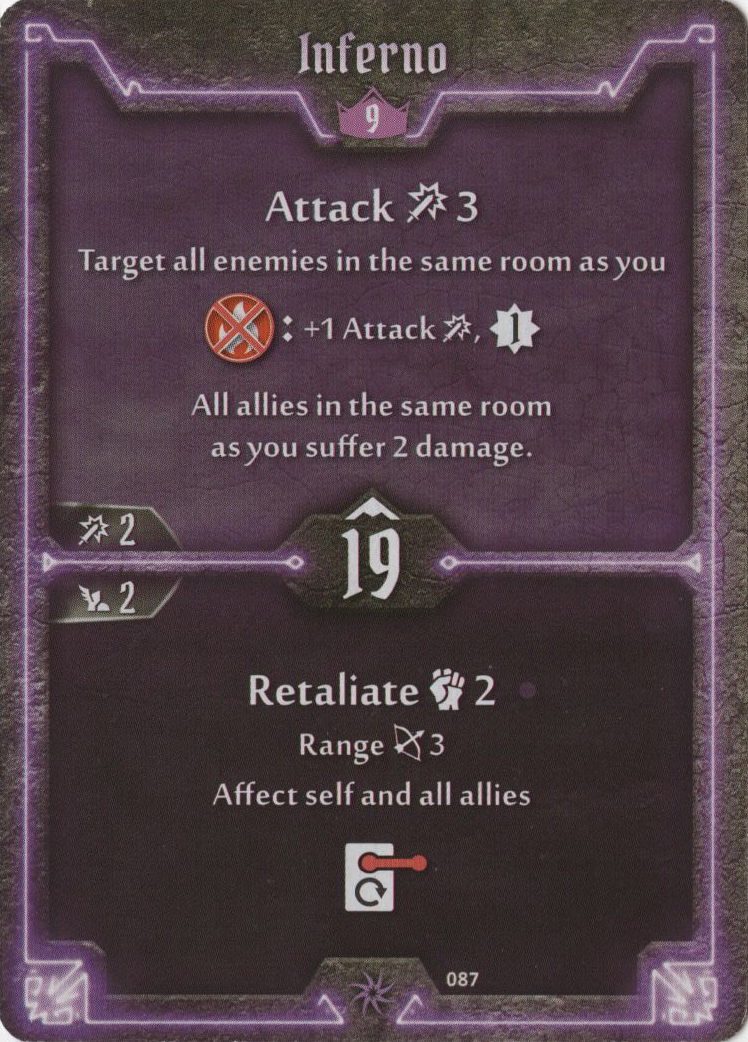 Inferno
9
Attack 3
Target all enemies in the same room as you
: +1 Attack , 1
All allies in the same room
as you suffer 2 damage.
2
19
2
Retaliate 2
Range 3
Affect self and all allies
087